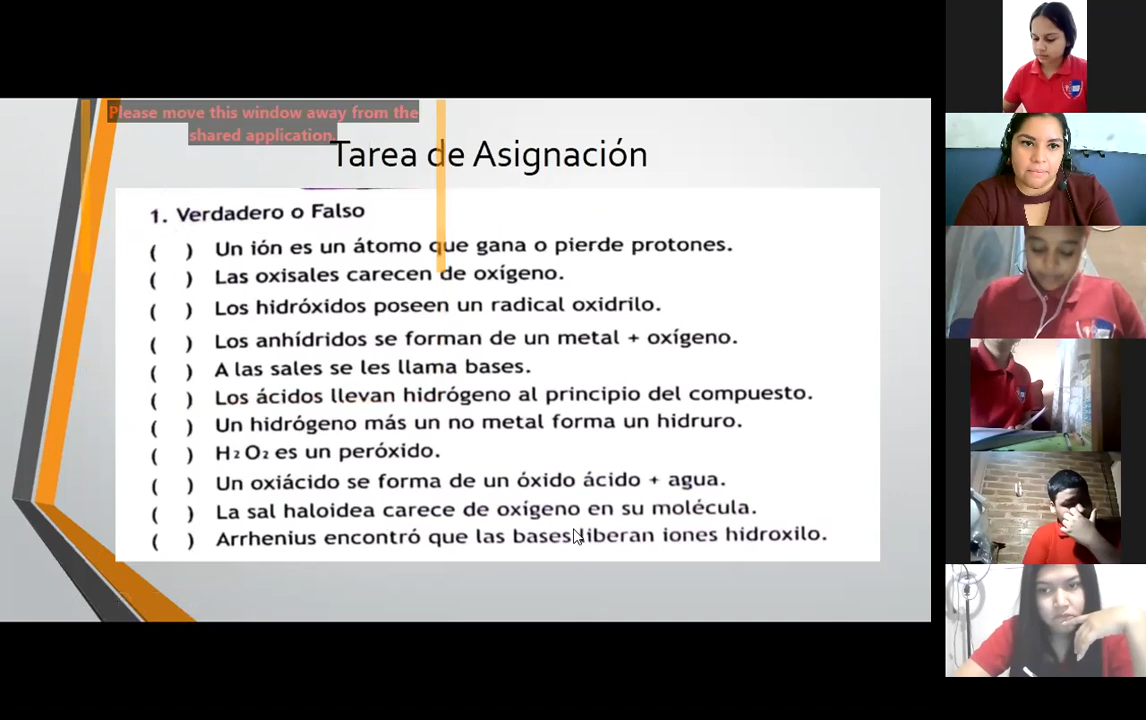 Please move this window away from the
shared application.
Tarea de Asignación
1. Verdadero o Falso
( ) Un ión es un átomo que gana o pierde protones.
( ) Las oxisales carecen de oxígeno.
( ) Los hidróxidos poseen un radical oxidrilo.
( ) Los anhídridos se forman de un metal + oxígeno.
( ) A las sales se les llama bases.
( ) Los ácidos llevan hidrógeno al principio del compuesto.
( ) Un hidrógeno más un no metal forma un hidruro.
( ) H₂O₂ es un peróxido.
( ) Un oxiácido se forma de un óxido ácido + agua.
( ) La sal haloidea carece de oxígeno en su molécula.
( ) Arrhenius encontró que las bases liberan iones hidroxilo.